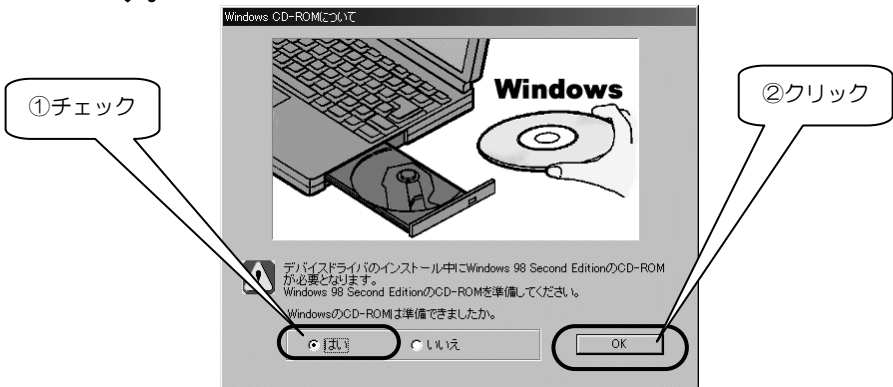 Windows CD-ROMについて
Windows
①チェック
②クリック
デバイスドライバのインストール中にWindows 98 Second EditionのCD-ROM
が必要となります。
Windows 98 Second EditionのCD-ROMを準備してください。
WindowsのCD-ROMは準備できましたか。
はい
いいえ
OK